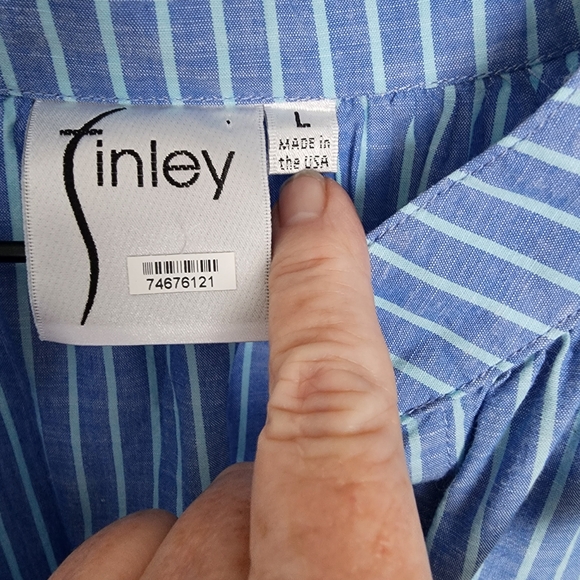 Finley
L
MADE in
the USA
74676121